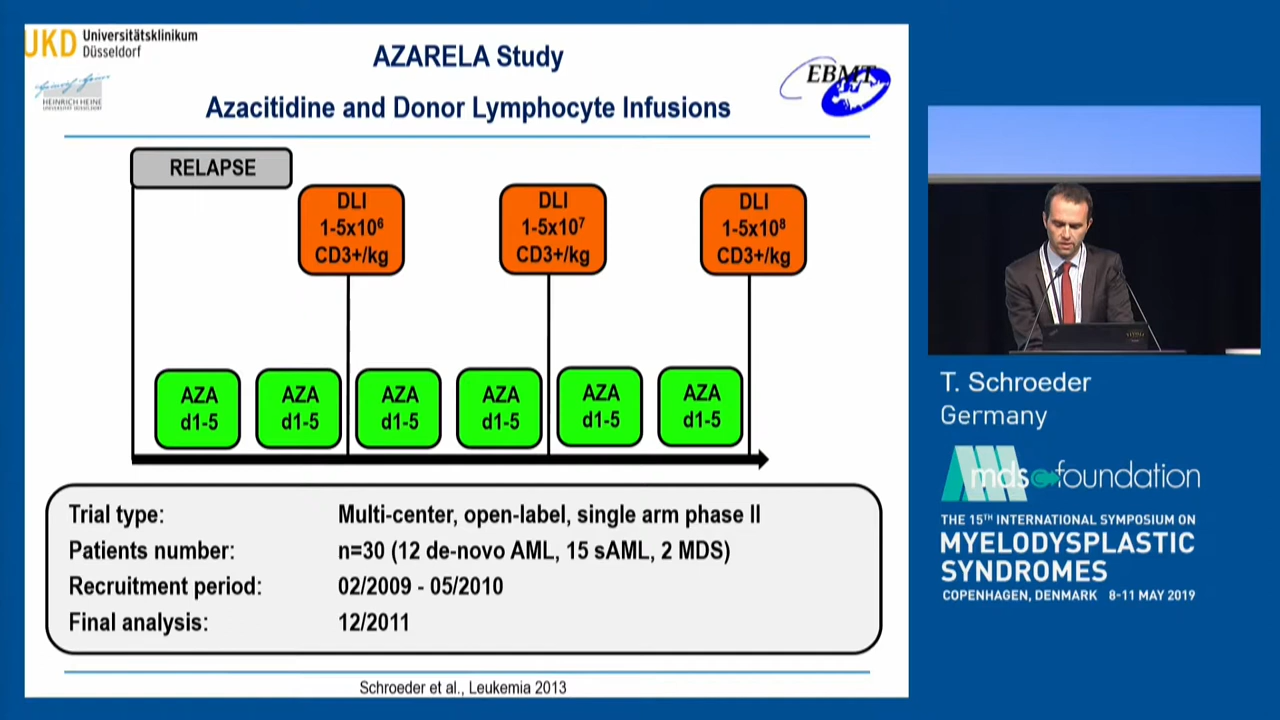 UKD Universitätsklinikum
Düsseldorf
HEINRICH HEINE
UNIVERSITÄT DÜSSELDORF
AZARELA Study
Azacitidine and Donor Lymphocyte Infusions
EBMT
RELAPSE
DLI
1-5x10⁶
CD3+/kg
DLI
1-5x10⁷
CD3+/kg
DLI
1-5x10⁸
CD3+/kg
AZA
d1-5
AZA
d1-5
AZA
d1-5
AZA
d1-5
AZA
d1-5
AZA
d1-5
Trial type: Multi-center, open-label, single arm phase II
Patients number: n=30 (12 de-novo AML, 15 sAML, 2 MDS)
Recruitment period: 02/2009 - 05/2010
Final analysis: 12/2011
Schroeder et al., Leukemia 2013
T. Schroeder
Germany
mds foundation
THE 15TH INTERNATIONAL SYMPOSIUM ON
MYELODYSPLASTIC
SYNDROMES
COPENHAGEN, DENMARK 8-11 MAY 2019